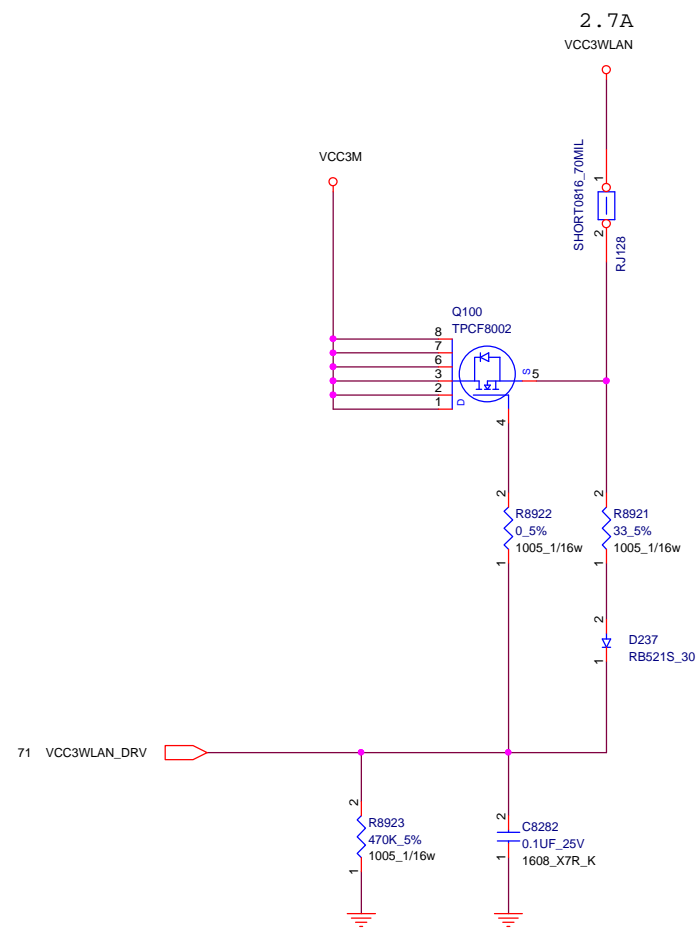 2.7A
VCC3WLAN
VCC3M
SHORT0816_70MIL
1
2
RJ128
Q100
TPCF8002
8
7
6
3
2
1
D
S
5
4
2
R8922
0_5%
1005_1/16w
1
2
R8921
33_5%
1005_1/16w
1
2
D237
RB521S_30
1
71 VCC3WLAN_DRV
2
R8923
470K_5%
1005_1/16w
1
2
C8282
0.1UF_25V
1608_X7R_K
1